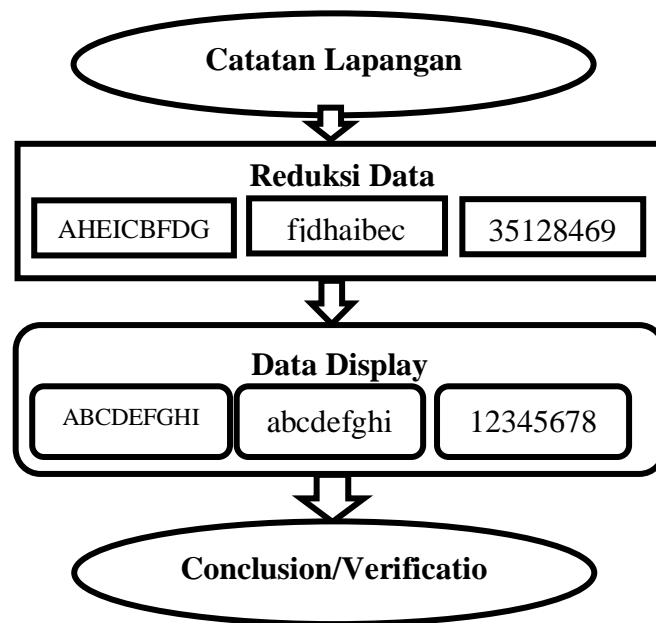 Catatan Lapangan
Reduksi Data
AHEICBFDG
fjdhaibec
35128469
Data Display
ABCDEFGHI
abcdefghi
12345678
Conclusion/Verificatio